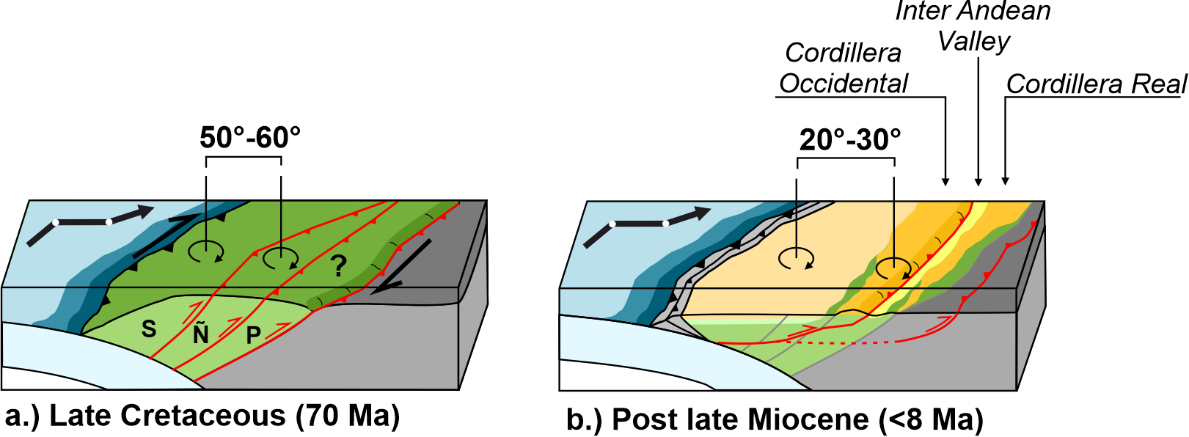 Inter Andean
Valley
Cordillera
Occidental
Cordillera Real
50°-60°
20°-30°
?
S
Ñ
P
a.) Late Cretaceous (70 Ma)
b.) Post late Miocene (<8 Ma)